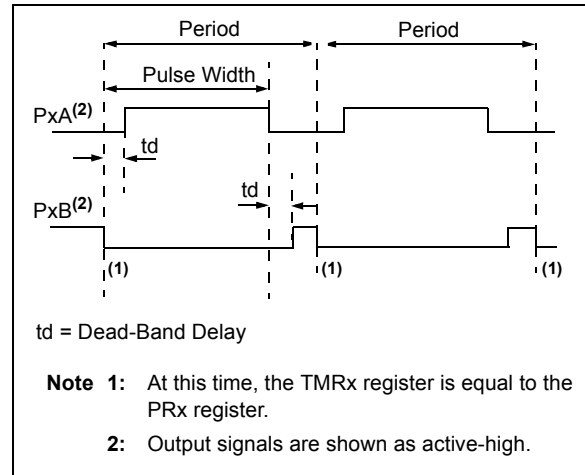 Period Period
Pulse Width
PxA(2)
td
td
PxB(2)
(1) (1) (1)
td = Dead-Band Delay
Note 1: At this time, the TMRx register is equal to the
PRx register.
2: Output signals are shown as active-high.